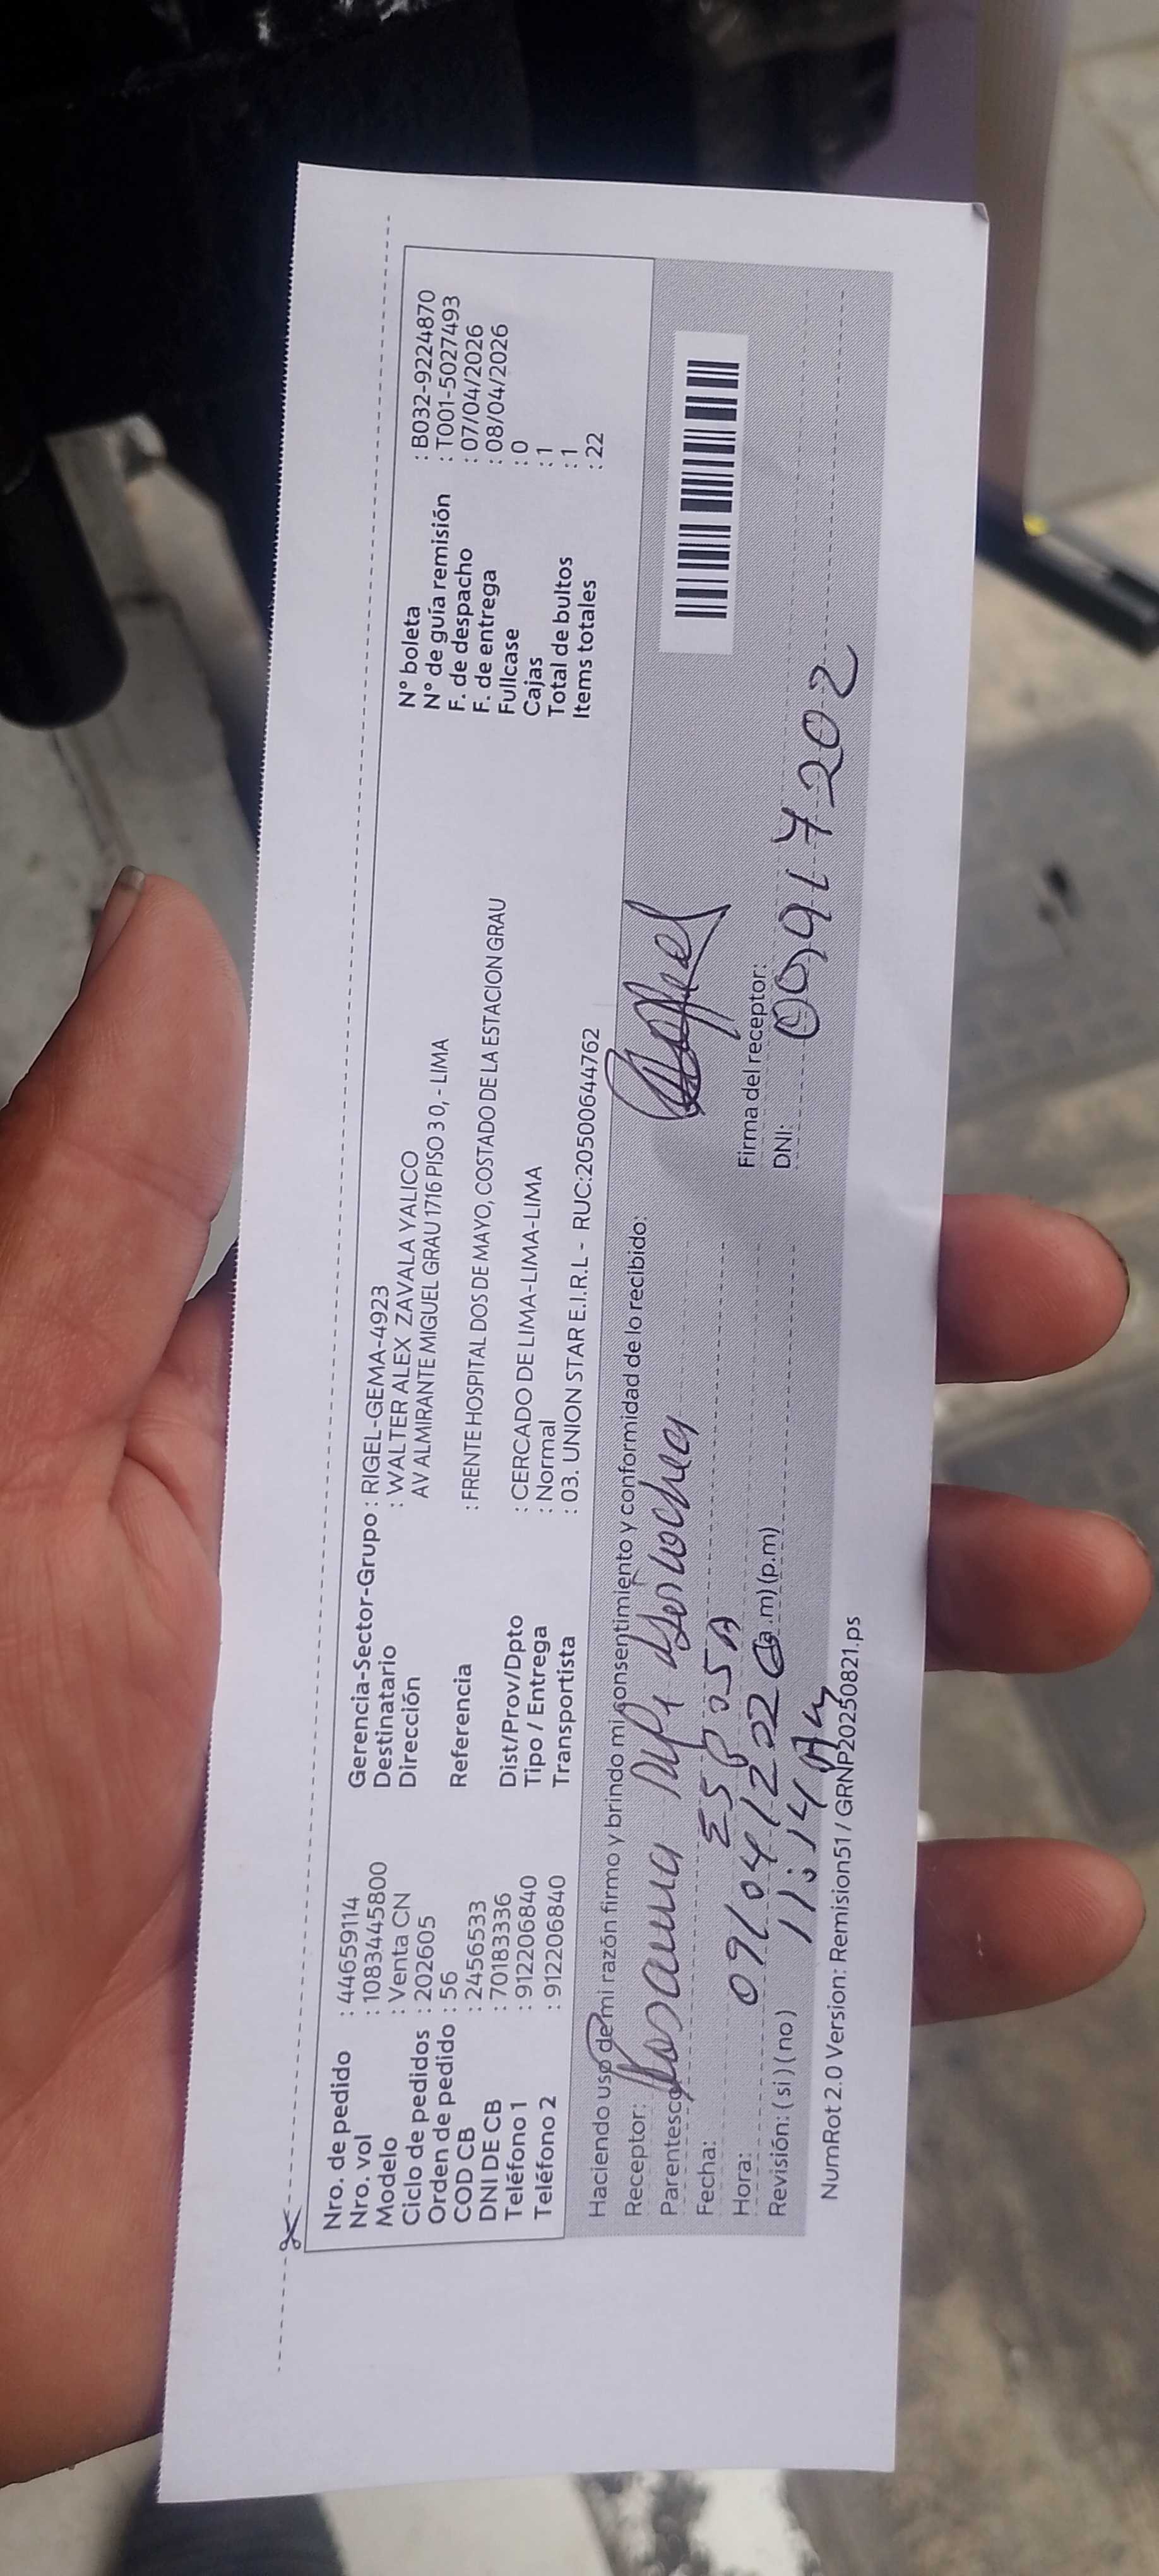 Nro. de pedido : 44659114
Nro. vol : 1083445800
Modelo : Venta CN
Ciclo de pedidos : 202605
Orden de pedido : 56
COD CB : 2456533
DNI DE CB : 70183336
Teléfono 1 : 912206840
Teléfono 2 : 912206840
Gerencia-Sector-Grupo : RIGEL-GEMA-4923
Destinatario : WALTER ALEX ZAVALA YALICO
Dirección AV ALMIRANTE MIGUEL GRAU 1716 PISO 3 0, - LIMA
Referencia : FRENTE HOSPITAL DOS DE MAYO, COSTADO DE LA ESTACION GRAU
Dist/Prov/Dpto : CERCADO DE LIMA-LIMA-LIMA
Tipo / Entrega : Normal
Transportista : 03. UNION STAR E.I.R.L - RUC:20500644762
N° boleta : B032-9224870
N° de guía remisión : T001-5027493
F. de despacho : 07/04/2026
F. de entrega : 08/04/2026
Fullcase : 0
Cajas : 1
Total de bultos : 1
Items totales : 22
Haciendo uso de mi razón firmo y brindo mi consentimiento y conformidad de lo recibido:
Receptor: Rosanna
Parentesco: ESPOSA
Fecha: 09/04/2026
Hora: 11:14 AM (a.m) (p.m)
Revisión: ( si ) ( no )
Firma del receptor:
DNI: 09917202
NumRot 2.0 Version: Remision51 / GRNP20250821.ps